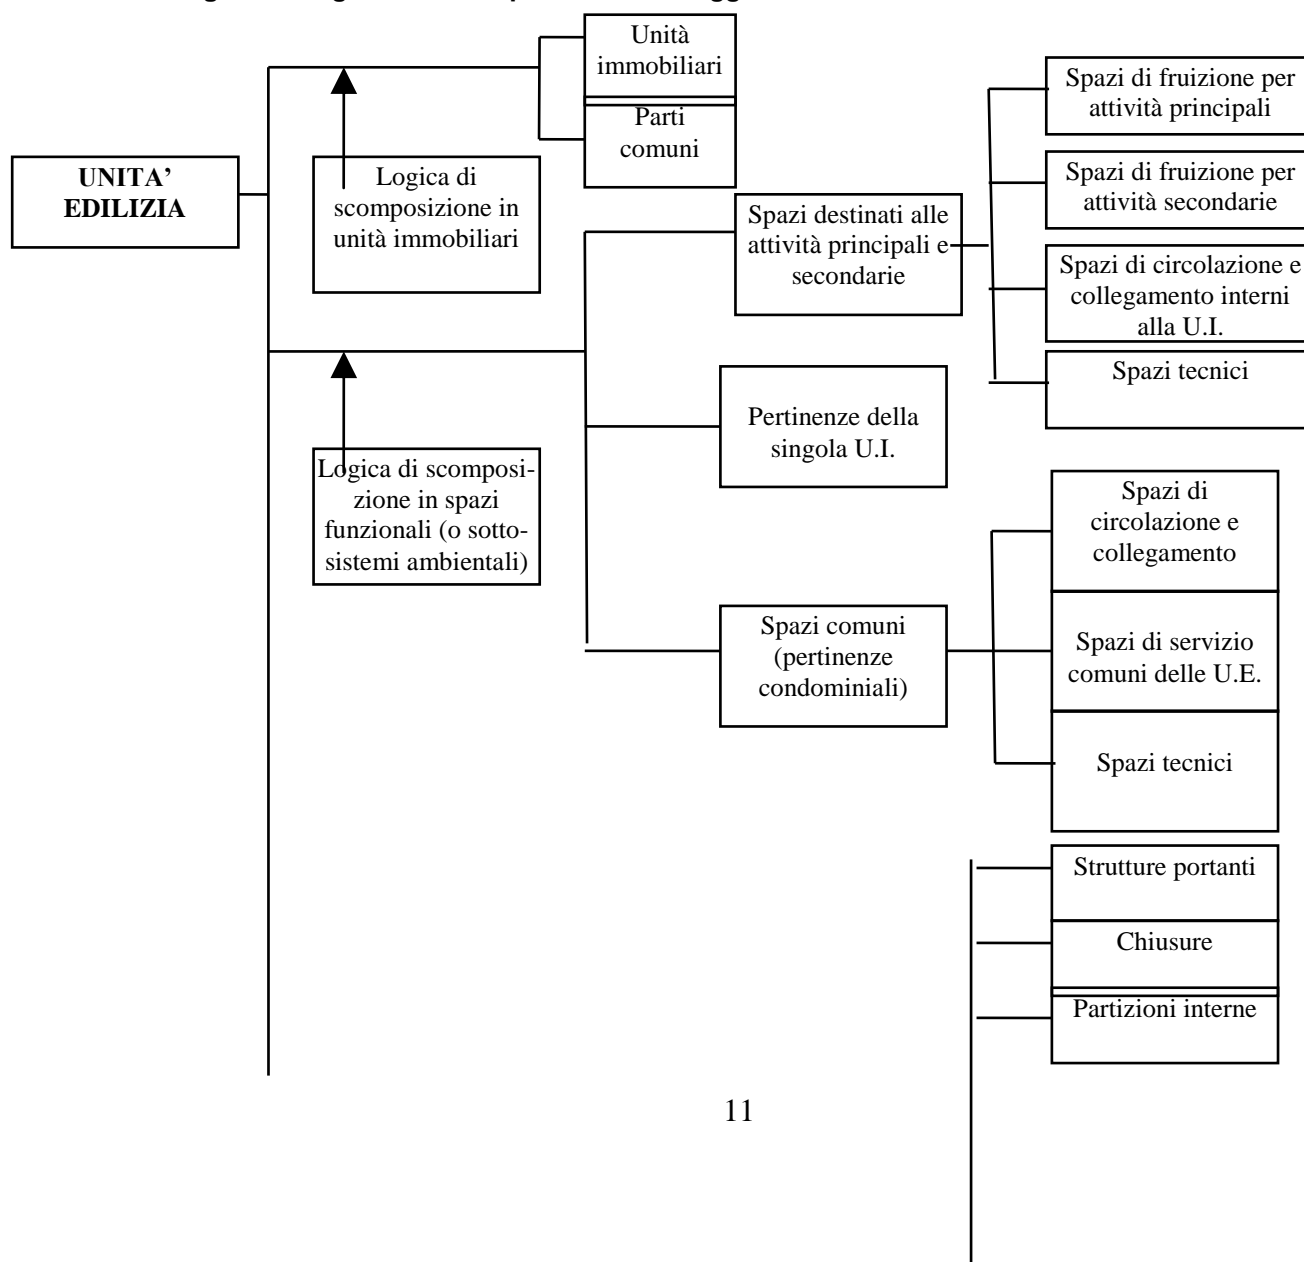 Unità
immobiliari
Parti
comuni
UNITA’
EDILIZIA
Logica di
scomposizione in
unità immobiliari
Spazi destinati alle
attività principali e
secondarie
Spazi di fruizione per
attività principali
Spazi di fruizione per
attività secondarie
Spazi di circolazione e
collegamento interni
alla U.I.
Spazi tecnici
Pertinenze della
singola U.I.
Logica di scomposi-
zione in spazi
funzionali (o sotto-
sistemi ambientali)
Spazi comuni
(pertinenze
condominiali)
Spazi di
circolazione e
collegamento
Spazi di servizio
comuni delle U.E.
Spazi tecnici
Strutture portanti
Chiusure
Partizioni interne
11